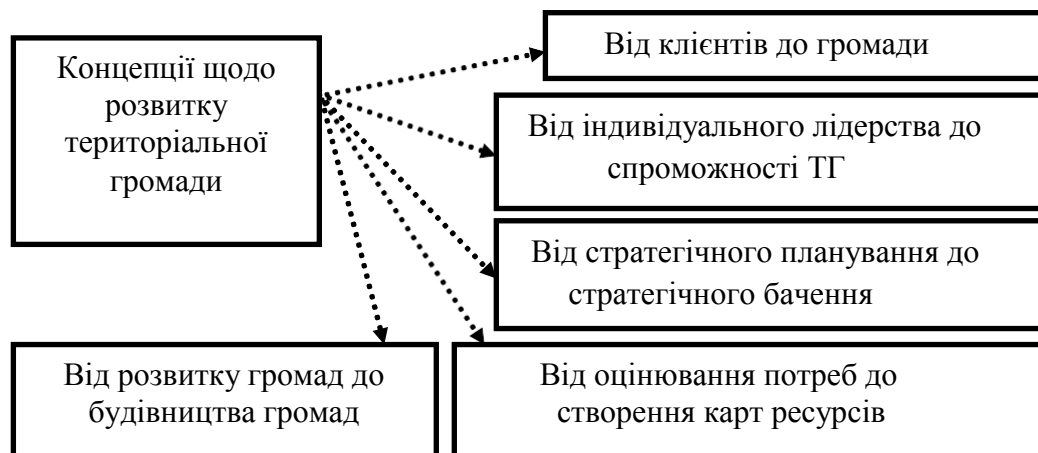 Концепції щодо
розвитку
територіальної
громади
Від клієнтів до громади
Від індивідуального лідерства до
спроможності ТГ
Від стратегічного планування до
стратегічного бачення
Від розвитку громад до
будівництва громад
Від оцінювання потреб до
створення карт ресурсів